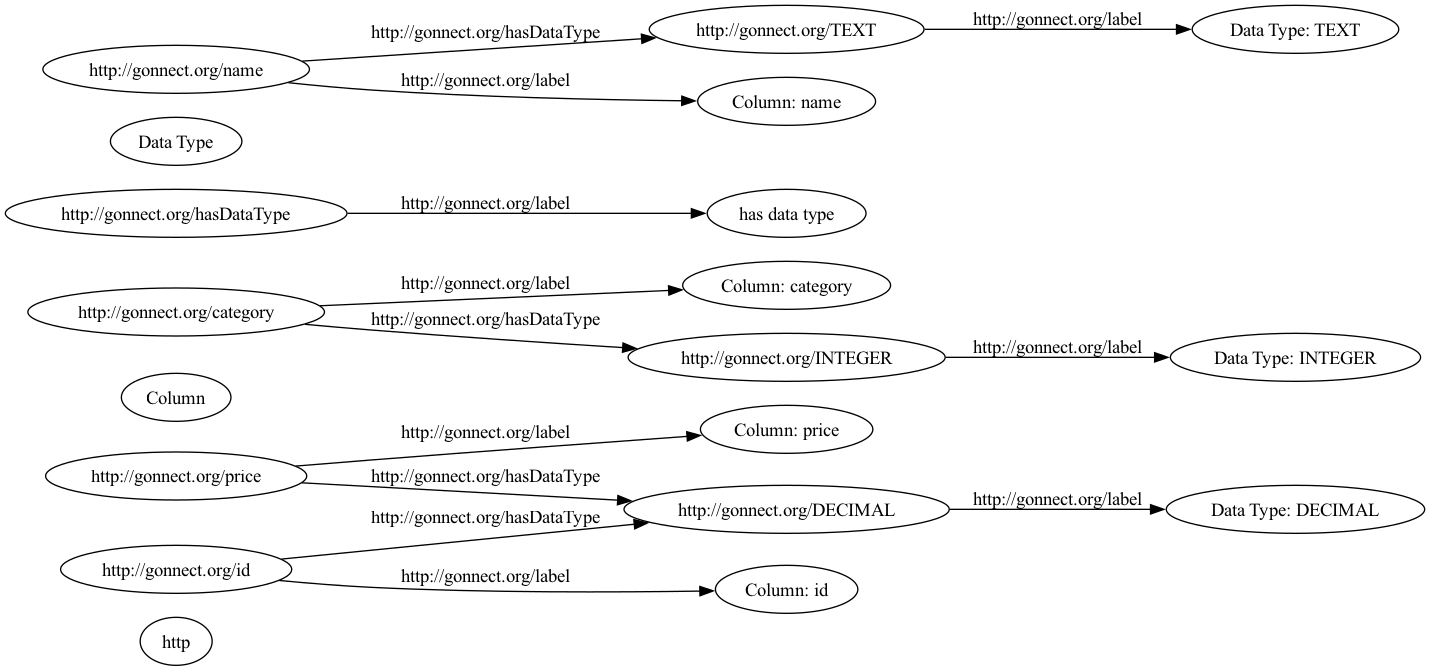 http://gonnect.org/name
http://gonnect.org/hasDataType
http://gonnect.org/TEXT
http://gonnect.org/label
Data Type: TEXT
http://gonnect.org/label
Column: name
Data Type
http://gonnect.org/hasDataType
http://gonnect.org/label
has data type
http://gonnect.org/category
http://gonnect.org/label
Column: category
http://gonnect.org/hasDataType
http://gonnect.org/INTEGER
http://gonnect.org/label
Data Type: INTEGER
Column
http://gonnect.org/price
http://gonnect.org/label
Column: price
http://gonnect.org/hasDataType
http://gonnect.org/DECIMAL
http://gonnect.org/label
Data Type: DECIMAL
http://gonnect.org/hasDataType
http://gonnect.org/id
http://gonnect.org/label
Column: id
http